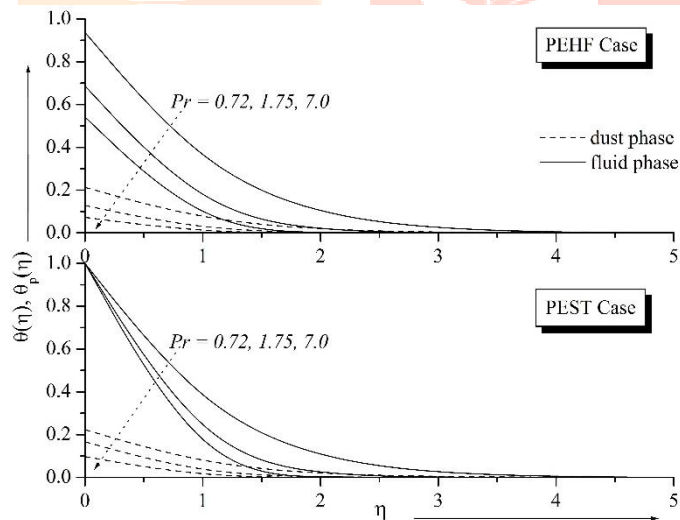 1.0
PEHF Case
0.8
Pr = 0.72, 1.75, 7.0
0.6
dust phase
0.4
fluid phase
0.2
0.0
0 1 2 3 4 5
θ(η), θp(η)
1.0
PEST Case
0.8
Pr = 0.72, 1.75, 7.0
0.6
0.4
0.2
0.0
0 1 2 3 4 5
η